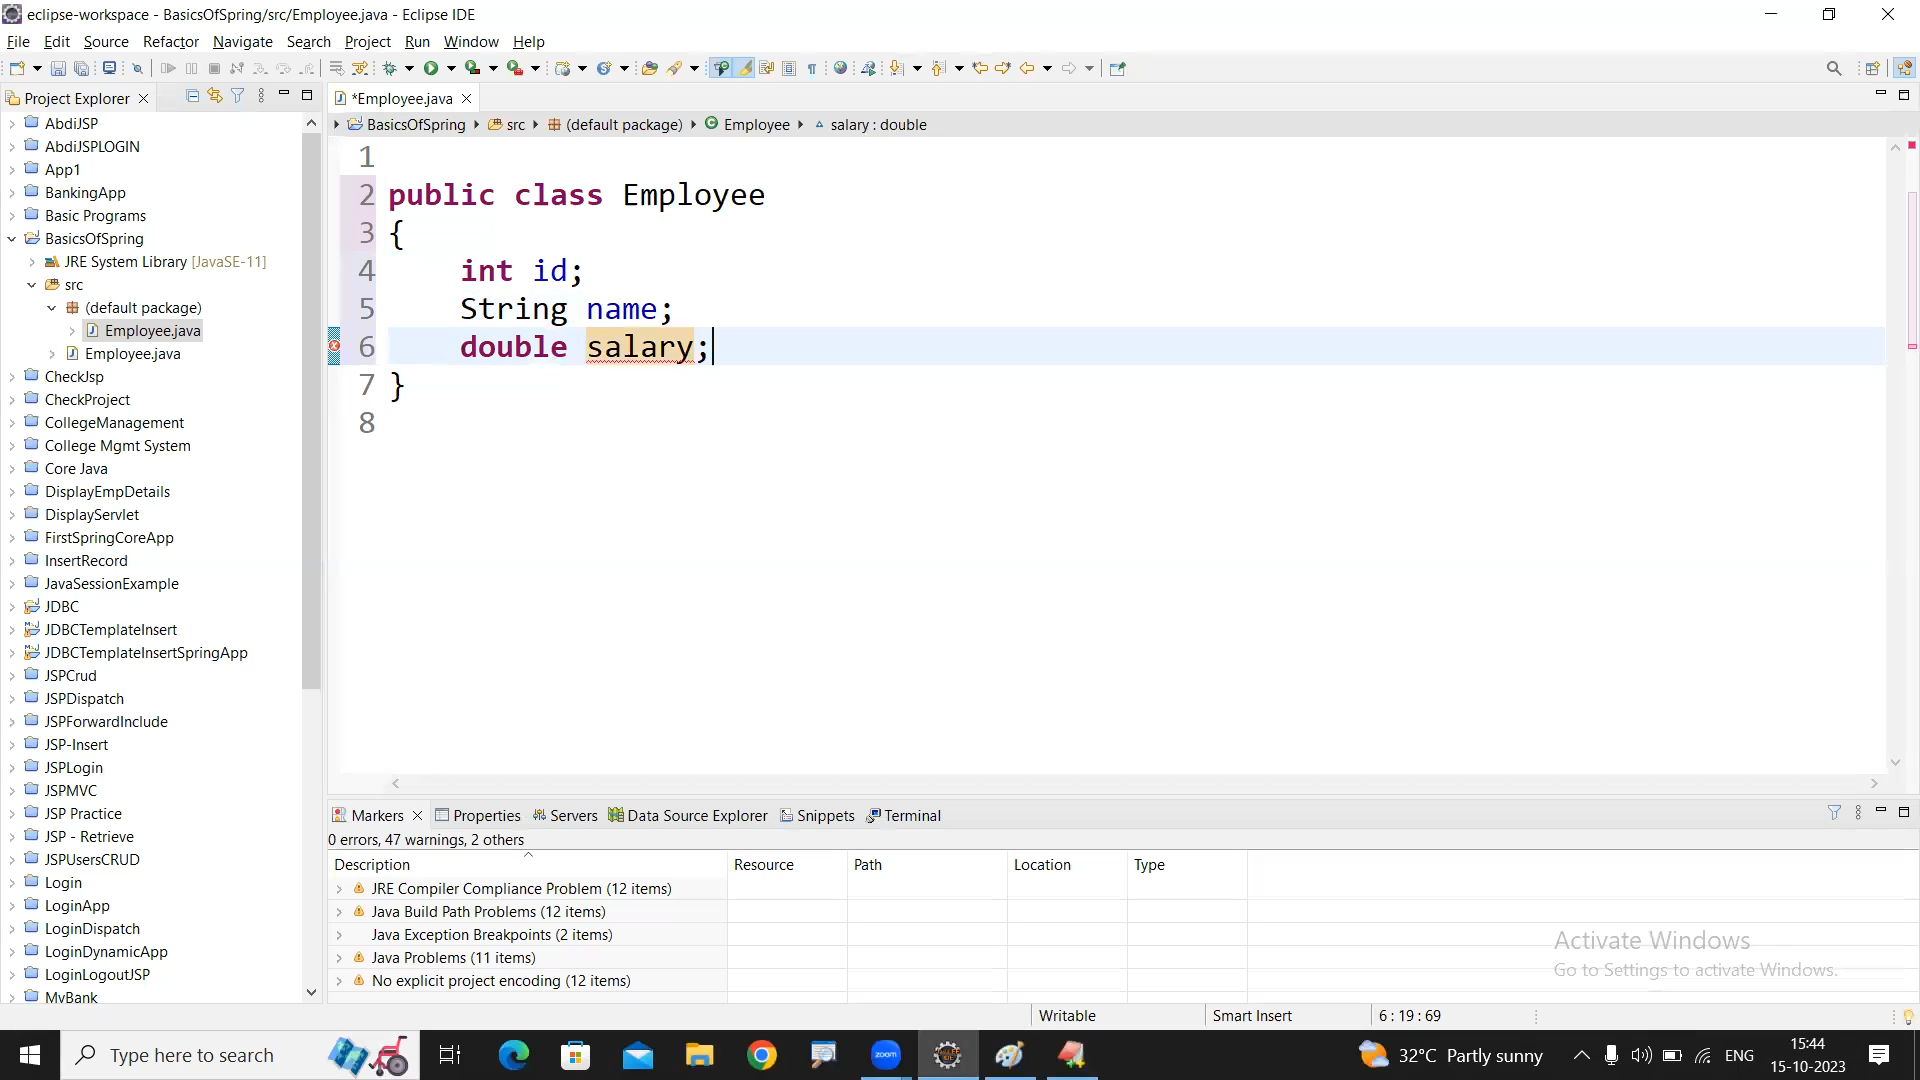 eclipse-workspace - BasicsOfSpring/src/Employee.java - Eclipse IDE
File Edit Source Refactor Navigate Search Project Run Window Help
Project Explorer
*Employee.java
BasicsOfSpring src (default package) Employee salary : double
AbdiJSP
AbdiJSPLOGIN
App1
BankingApp
Basic Programs
BasicsOfSpring
JRE System Library [JavaSE-11]
src
(default package)
Employee.java
Employee.java
CheckJsp
CheckProject
CollegeManagement
College Mgmt System
Core Java
DisplayEmpDetails
DisplayServlet
FirstSpringCoreApp
InsertRecord
JavaSessionExample
JDBC
JDBCTemplateInsert
JDBCTemplateInsertSpringApp
JSPCrud
JSPDispatch
JSPForwardInclude
JSP-Insert
JSPLogin
JSPMVC
JSP Practice
JSP - Retrieve
JSPUsersCRUD
Login
LoginApp
LoginDispatch
LoginDynamicApp
LoginLogoutJSP
MyBank
1
2 public class Employee
3 {
4 int id;
5 String name;
6 double salary;
7 }
8
Markers Properties Servers Data Source Explorer Snippets Terminal
0 errors, 47 warnings, 2 others
Description Resource Path Location Type
JRE Compiler Compliance Problem (12 items)
Java Build Path Problems (12 items)
Java Exception Breakpoints (2 items)
Java Problems (11 items)
No explicit project encoding (12 items)
Activate Windows
Go to Settings to activate Windows.
Writable Smart Insert 6 : 19 : 69
Type here to search
zoom
32°C Partly sunny
ENG
15:44
15-10-2023